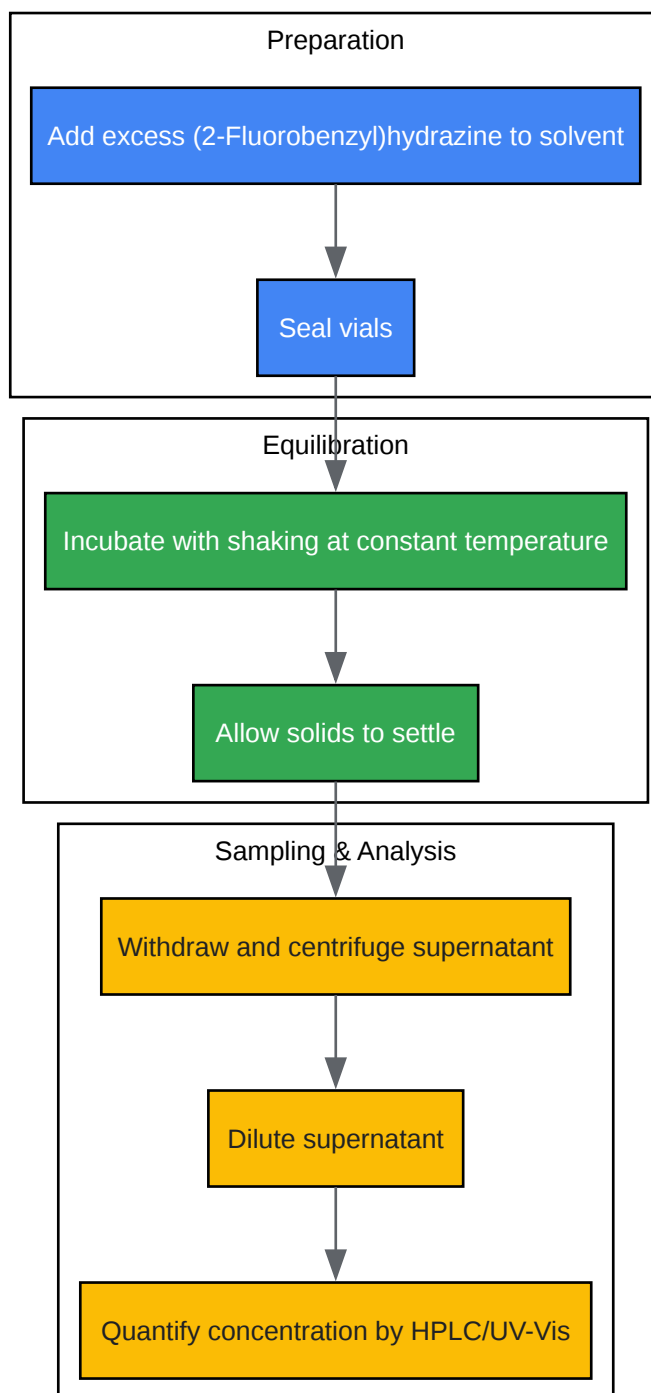 Preparation
Add excess (2-Fluorobenzyl)hydrazine to solvent
Seal vials
Equilibration
Incubate with shaking at constant temperature
Allow solids to settle
Sampling & Analysis
Withdraw and centrifuge supernatant
Dilute supernatant
Quantify concentration by HPLC/UV-Vis